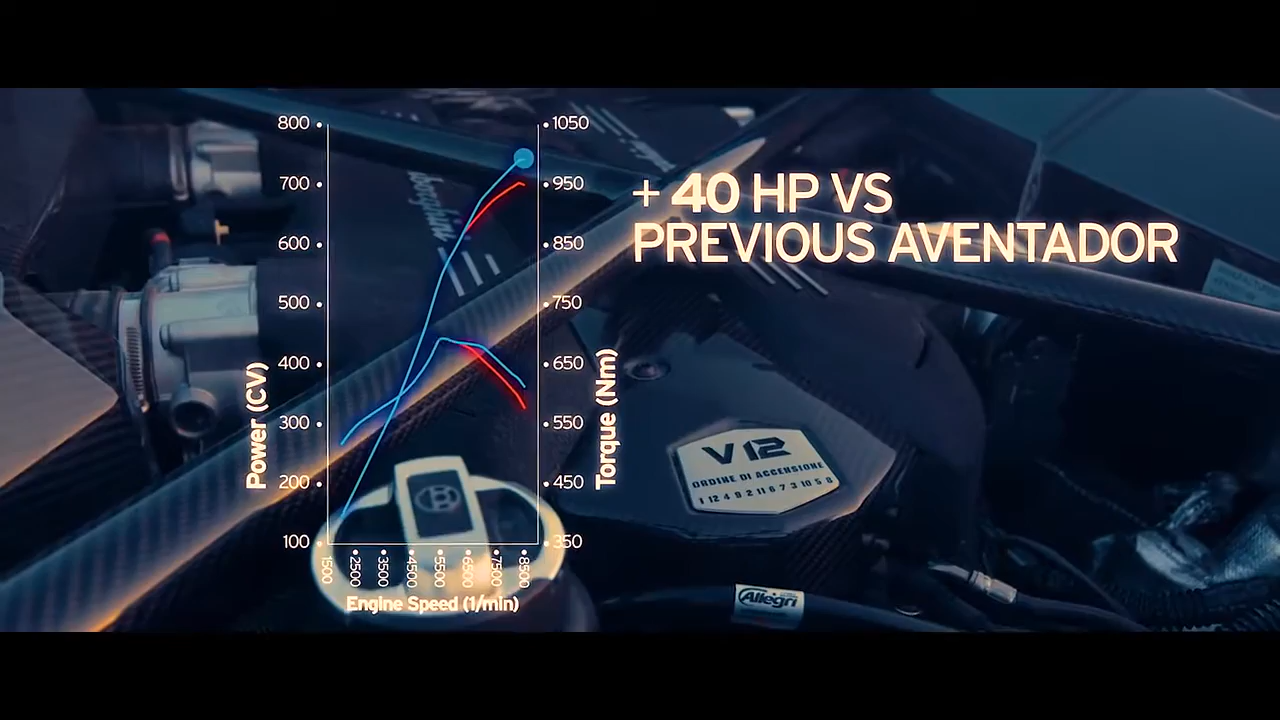 800
700
600
500
400
300
200
100
1050
950
850
750
650
550
450
350
Power (CV)
Torque (Nm)
1500
2500
3500
4500
5500
6500
7500
8500
Engine Speed (1/min)
+ 40 HP VS
PREVIOUS AVENTADOR
V12
ORDINE DI ACCENSIONE
1 12 4 9 2 11 6 7 3 10 5 8
Allegri